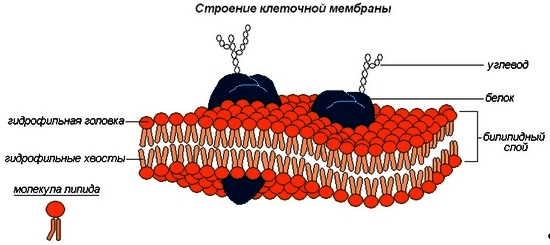 Строение клеточной мембраны
углевод
белок
гидрофильная головка
билипидный
слой
гидрофильные хвосты
молекула липида